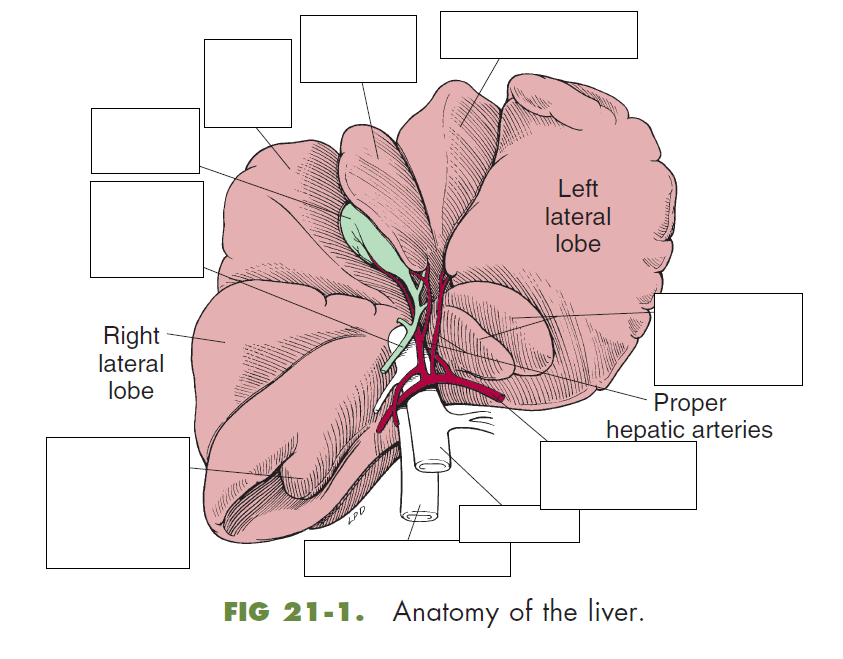 Left
lateral
lobe
Right
lateral
lobe
Proper
hepatic arteries
LPD
FIG 21-1. Anatomy of the liver.